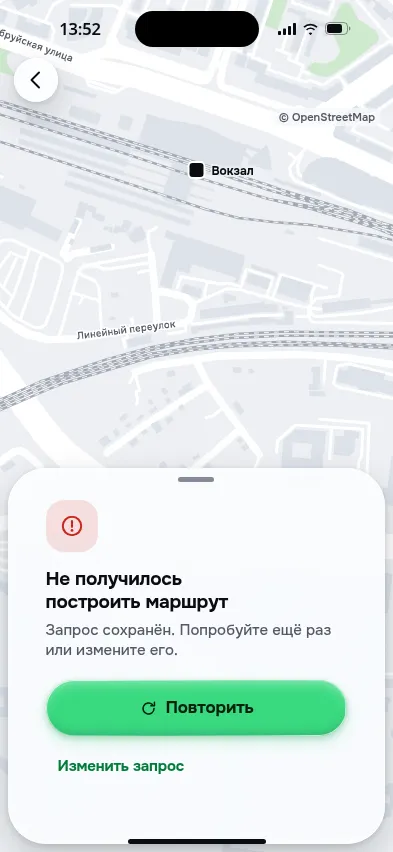 13:52
бруйская улица
© OpenStreetMap
Вокзал
Линейный переулок
Не получилось
построить маршрут
Запрос сохранён. Попробуйте ещё раз
или измените его.
Повторить
Изменить запрос